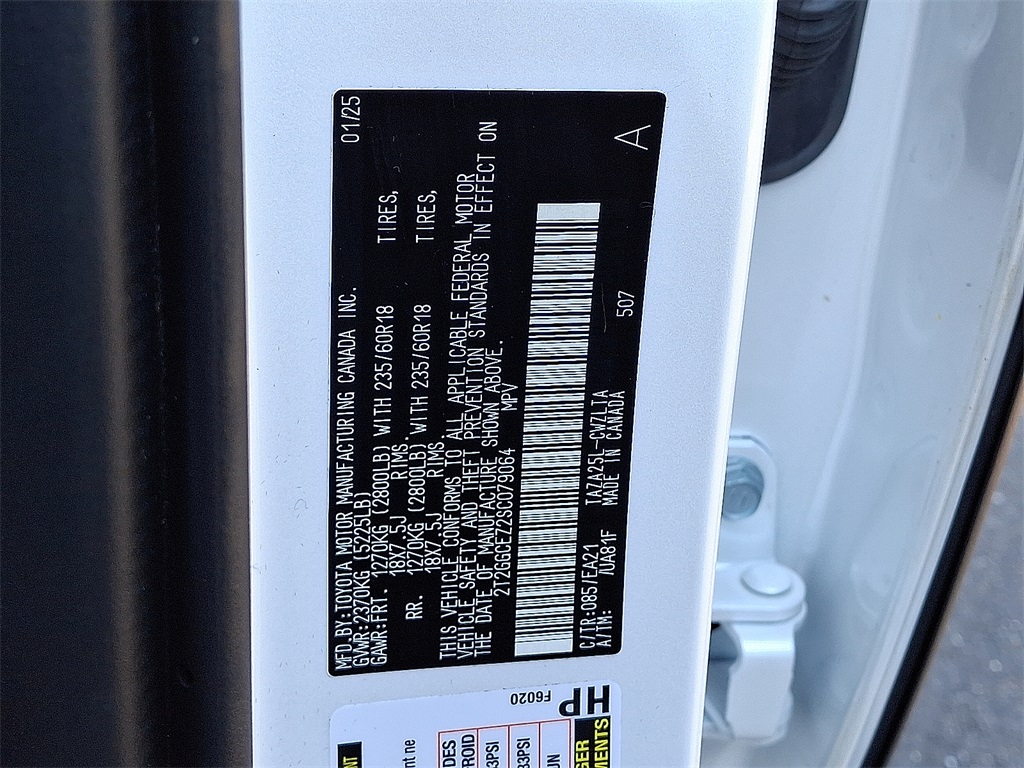 MFD.BY:TOYOTA MOTOR MANUFACTURING CANADA INC. 01/25
GVWR:2370KG (5225LB)
GAWR:FRT. 1270KG (2800LB) WITH 235/60R18 TIRES,
18X7.5J RIMS.
RR. 1270KG (2800LB) WITH 235/60R18 TIRES,
18X7.5J RIMS.
THIS VEHICLE CONFORMS TO ALL APPLICABLE FEDERAL MOTOR
VEHICLE SAFETY AND THEFT PREVENTION STANDARDS IN EFFECT ON
THE DATE OF MANUFACTURE SHOWN ABOVE.
2T2GGCEZ2SC079064 MPV
C/TR:0851EA21 TAZA25L-CWZLTA 507 A
A/TM: /UA81F MADE IN CANADA
F6020
HP